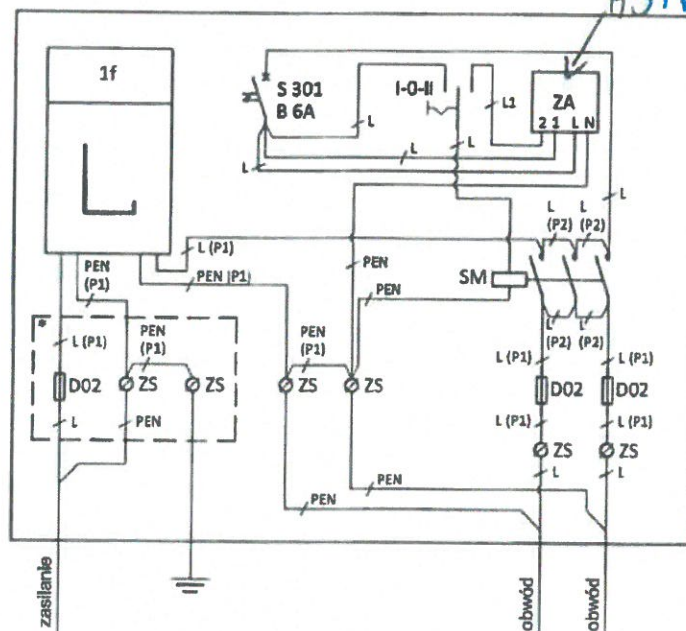 1f
S 301
B 6A
I-0-II
L1
ZA
2 1 L N
L
L
L
L
L
L (P1)
L (P2)
L (P2)
PEN (P1)
PEN (P1)
PEN
PEN
SM
*
L (P1)
PEN (P1)
PEN (P1)
L (P2)
L (P2)
D02
ZS
ZS
ZS
ZS
L (P1)
L (P1)
D02
D02
L
PEN
L (P1)
L (P1)
ZS
ZS
L
L
PEN
PEN
zasilanie
obwód
obwód